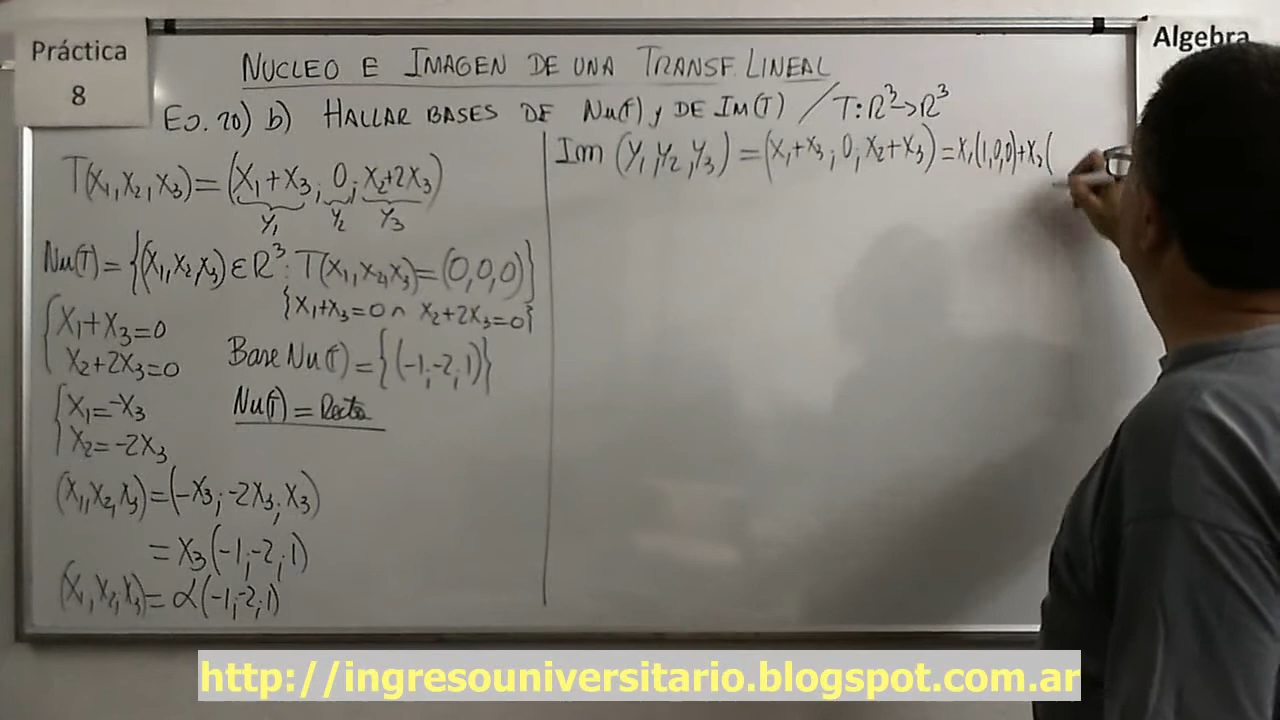 Práctica
8
Algebra
NUCLEO E IMAGEN DE UNA TRANSF. LINEAL
EJ. 20) b) HALLAR BASES DE Nu(T) y DE Im(T) / T: R³→R³
T(x₁,x₂,x₃)=(x₁+x₃; 0; x₂+2x₃)
y₁ y₂ y₃
Nu(T)={(x₁,x₂,x₃)∈R³: T(x₁,x₂,x₃)=(0,0,0)}
{x₁+x₃=0 ∩ x₂+2x₃=0}
{x₁+x₃=0
x₂+2x₃=0
Base Nu(T)={(-1;-2;1)}
{x₁=-x₃
x₂=-2x₃
Nu(T)=Recta
(x₁,x₂,x₃)=(-x₃;-2x₃;x₃)
=x₃(-1;-2;1)
(x₁,x₂,x₃)=α(-1;-2;1)
Im (y₁,y₂,y₃)=(x₁+x₃; 0; x₂+x₃)=x₁(1,0,0)+x₃(
http://ingresouniversitario.blogspot.com.ar